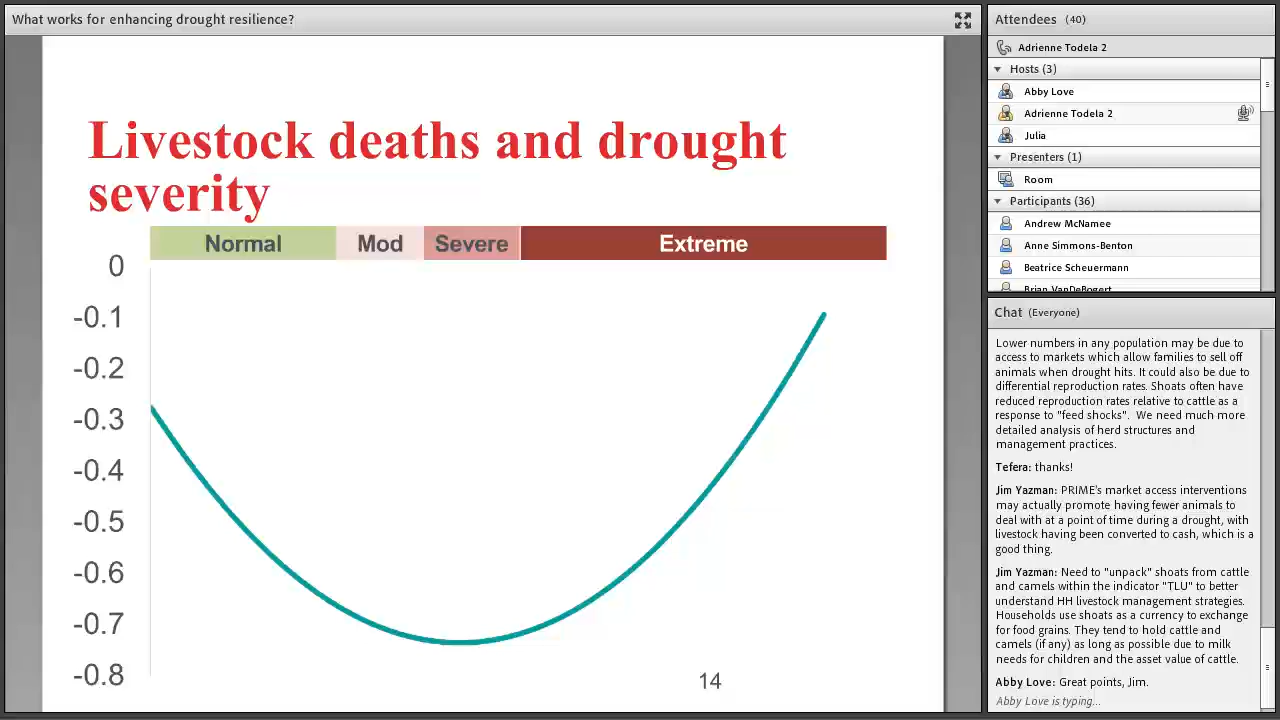 What works for enhancing drought resilience?
Livestock deaths and drought
severity
Normal Mod Severe Extreme
0
-0.1
-0.2
-0.3
-0.4
-0.5
-0.6
-0.7
-0.8
14
Attendees (40)
Adrienne Todela 2
Hosts (3)
Abby Love
Adrienne Todela 2
Julia
Presenters (1)
Room
Participants (36)
Andrew McNamee
Anne Simmons-Benton
Beatrice Scheuermann
Brian VanDeBogert
Chat (Everyone)
Lower numbers in any population may be due to
access to markets which allow families to sell off
animals when drought hits. It could also be due to
differential reproduction rates. Shoats often have
reduced reproduction rates relative to cattle as a
response to "feed shocks". We need much more
detailed analysis of herd structures and
management practices.
Tefera: thanks!
Jim Yazman: PRIME's market access interventions
may actually promote having fewer animals to
deal with at a point of time during a drought, with
livestock having been converted to cash, which is a
good thing.
Jim Yazman: Need to "unpack" shoats from cattle
and camels within the indicator "TLU" to better
understand HH livestock management strategies.
Households use shoats as a currency to exchange
for food grains. They tend to hold cattle and
camels (if any) as long as possible due to milk
needs for children and the asset value of cattle.
Abby Love: Great points, Jim.
Abby Love is typing...